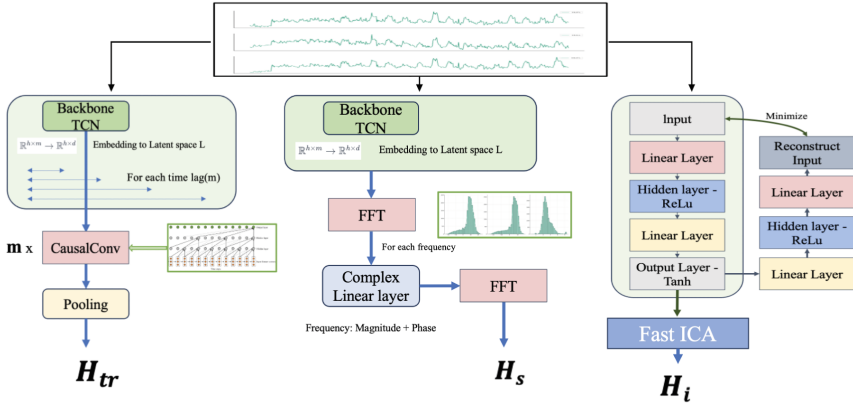 Backbone
TCN
ℝ^{h×m} → ℝ^{h×d}
Embedding to Latent space L
For each time lag(m)
m x
CausalConv
Pooling
H_{tr}
Backbone
TCN
ℝ^{h×m} → ℝ^{h×d}
Embedding to Latent space L
FFT
For each frequency
Complex
Linear layer
FFT
Frequency: Magnitude + Phase
H_s
Input
Linear Layer
Hidden layer -
ReLu
Linear Layer
Output Layer -
Tanh
Minimize
Reconstruct
Input
Linear Layer
Hidden layer -
ReLu
Linear Layer
Fast ICA
H_i